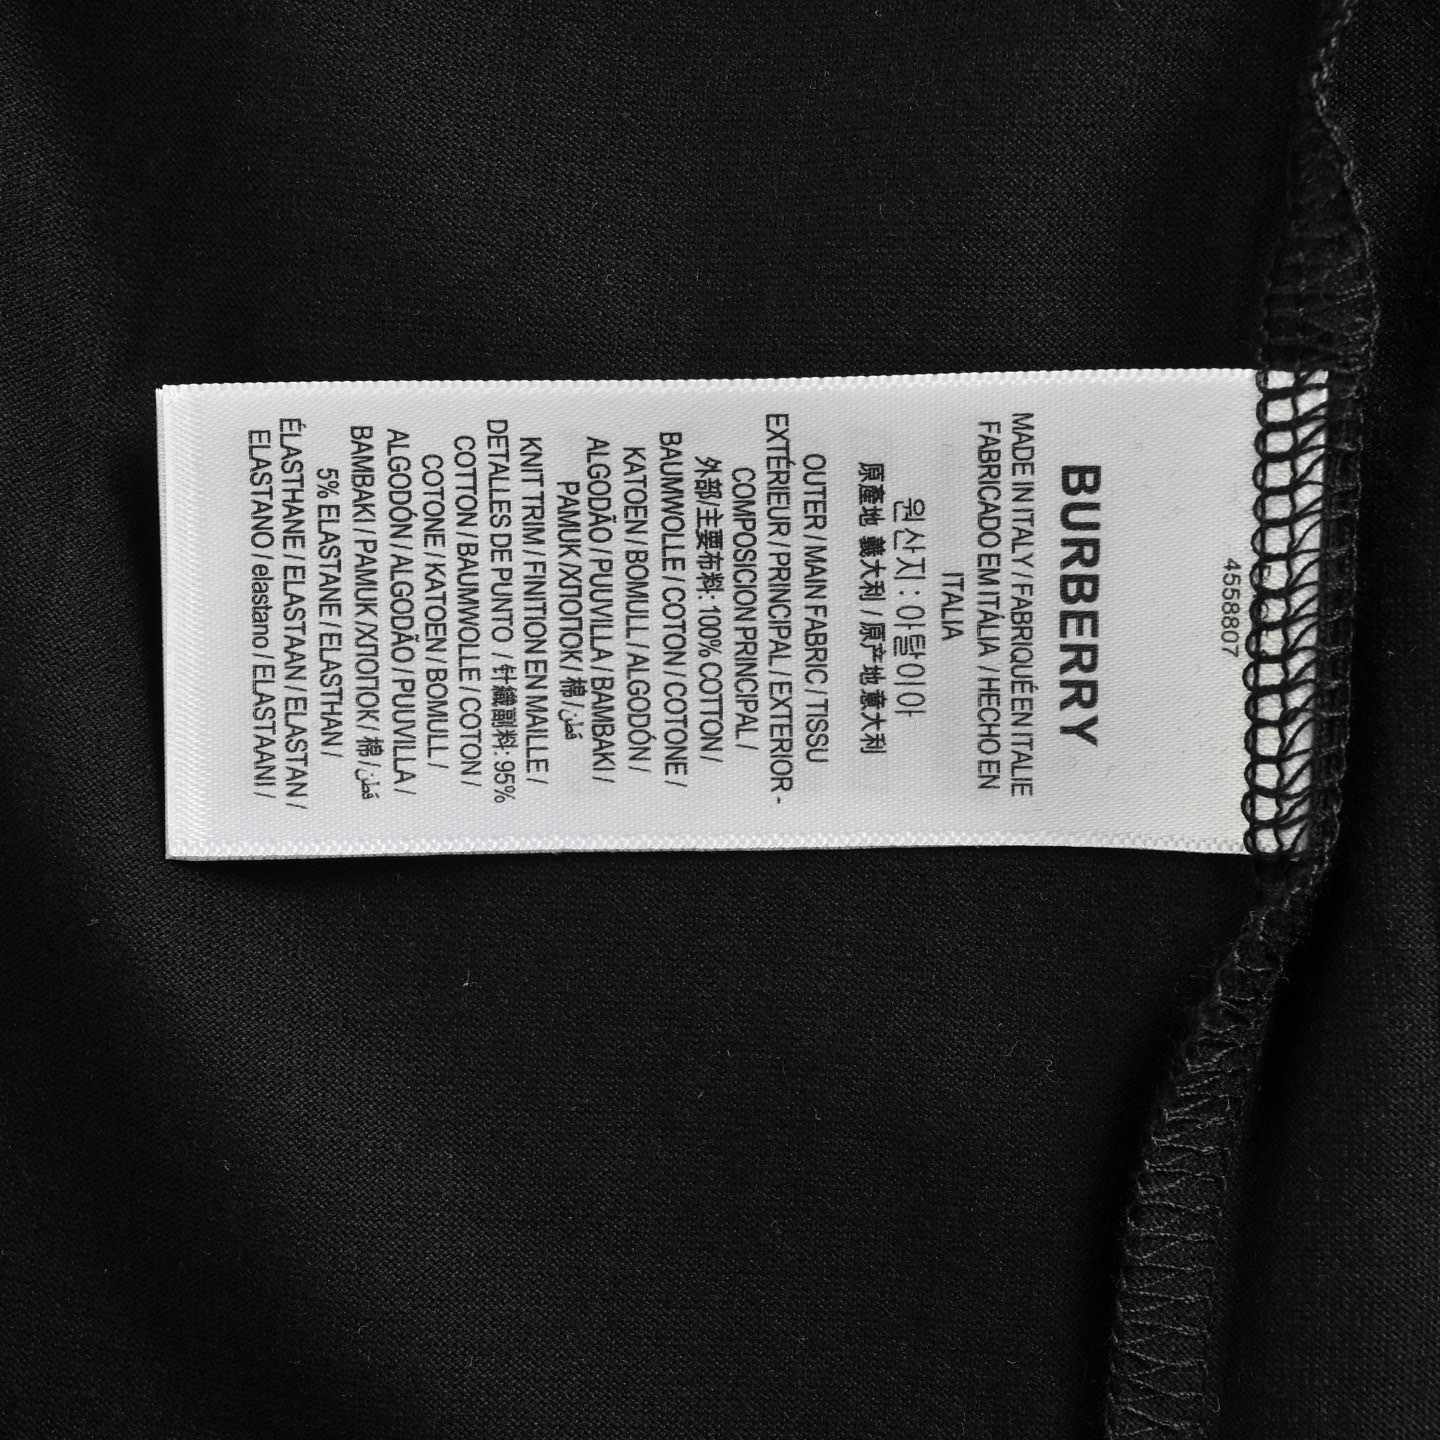 4558807
BURBERRY
MADE IN ITALY / FABRIQUÉ EN ITALIE
FABRICADO EM ITÁLIA / HECHO EN
ITALIA
원산지 : 아탈이아
原產地 義大利 / 原产地意大利
OUTER / MAIN FABRIC / TISSU
EXTÉRIEUR / PRINCIPAL / EXTERIOR-
COMPOSICION PRINCIPAL /
外部/主要布料: 100% COTTON /
BAUMWOLLE / COTON / COTONE /
KATOEN / BOMULL / ALGODÓN /
ALGODÃO / PUUVILLA / BAMBAKI /
PAMUK / ХЛОПОК / 棉 / قطن
KNIT TRIM / FINITION EN MAILLE /
DETALLES DE PUNTO / 針織副料: 95%
COTTON / BAUMWOLLE / COTON /
COTONE / KATOEN / BOMULL /
ALGODÓN / ALGODÃO / PUUVILLA /
BAMBAKI / PAMUK / ХЛОПОК / 棉 / قطن
5% ELASTANE / ELASTHAN /
ÉLASTHANE / ELASTAAN / ELASTAN /
ELASTANO / elastano / ELASTAANI /